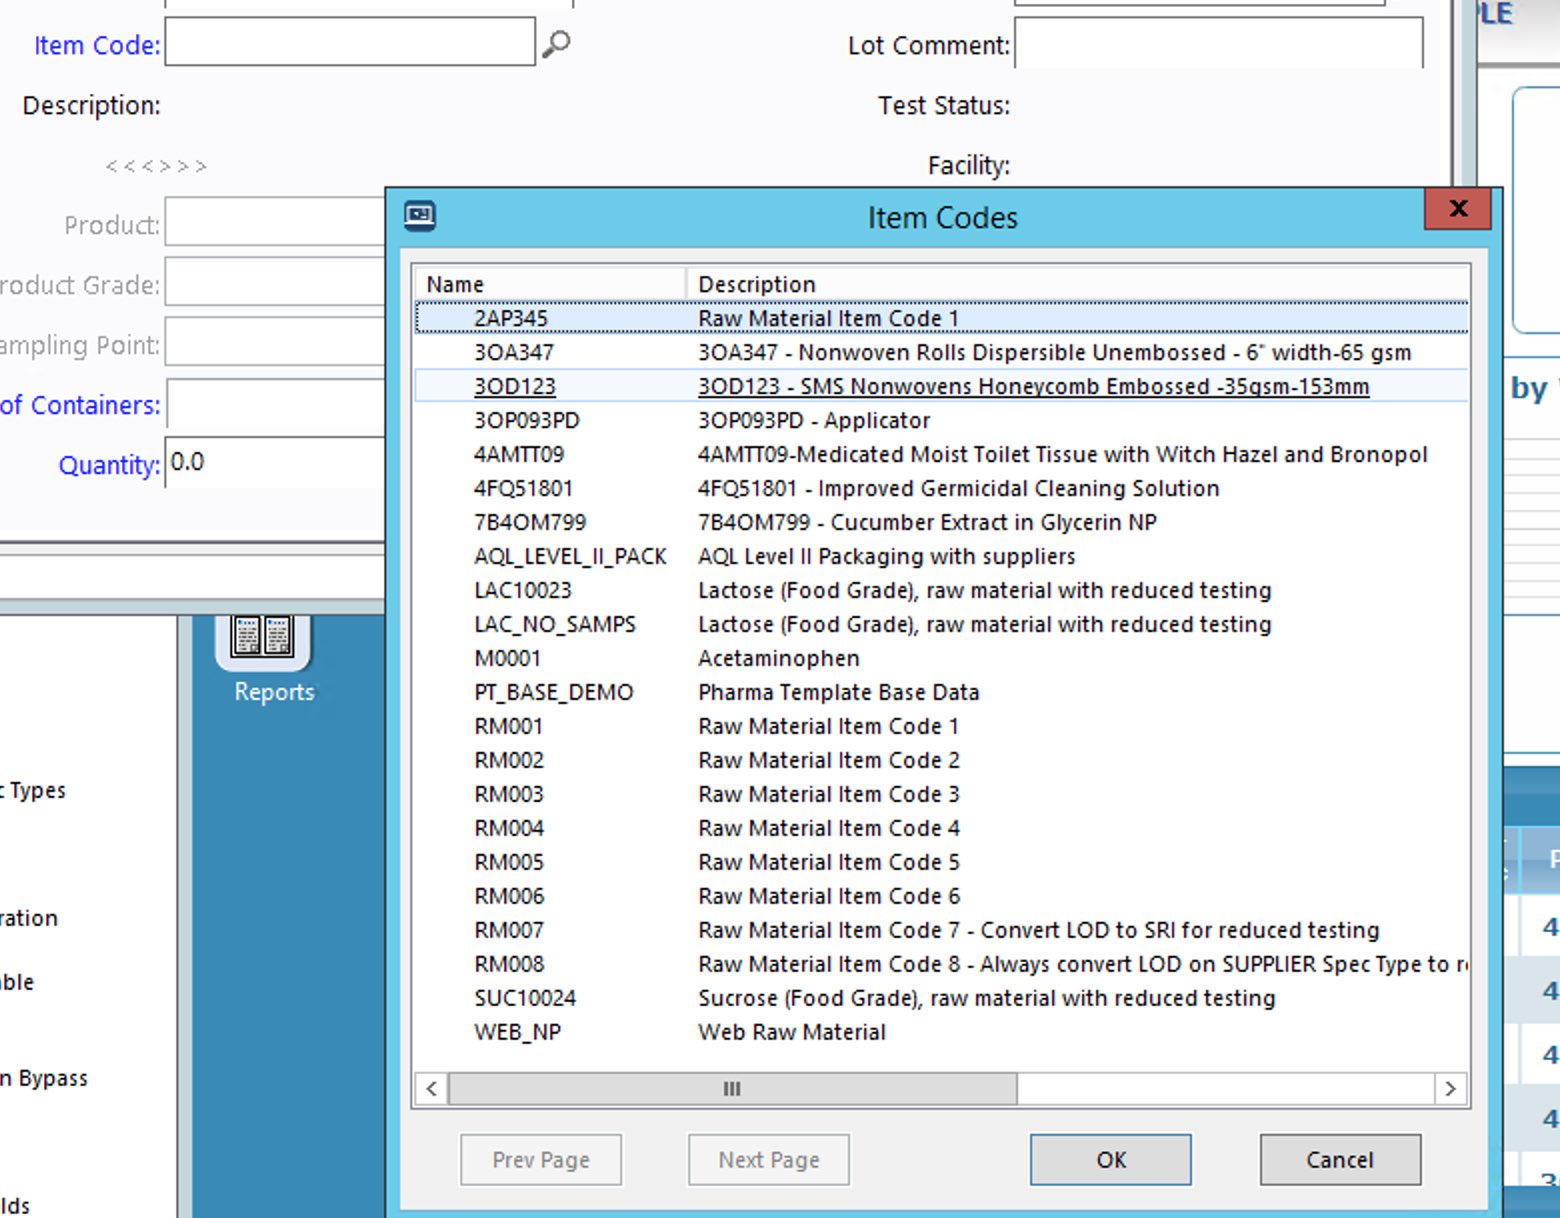 PLE
Item Code:
Lot Comment:
Description:
Test Status:
<<<>>>
Facility:
Product:
roduct Grade:
ampling Point:
of Containers:
Quantity: 0.0
by
Item Codes
X
Name Description
2AP345 Raw Material Item Code 1
3OA347 3OA347 - Nonwoven Rolls Dispersible Unembossed - 6" width-65 gsm
3OD123 3OD123 - SMS Nonwovens Honeycomb Embossed -35gsm-153mm
3OP093PD 3OP093PD - Applicator
4AMTT09 4AMTT09-Medicated Moist Toilet Tissue with Witch Hazel and Bronopol
4FQ51801 4FQ51801 - Improved Germicidal Cleaning Solution
7B4OM799 7B4OM799 - Cucumber Extract in Glycerin NP
AQL_LEVEL_II_PACK AQL Level II Packaging with suppliers
LAC10023 Lactose (Food Grade), raw material with reduced testing
LAC_NO_SAMPS Lactose (Food Grade), raw material with reduced testing
M0001 Acetaminophen
PT_BASE_DEMO Pharma Template Base Data
RM001 Raw Material Item Code 1
RM002 Raw Material Item Code 2
RM003 Raw Material Item Code 3
RM004 Raw Material Item Code 4
RM005 Raw Material Item Code 5
RM006 Raw Material Item Code 6
RM007 Raw Material Item Code 7 - Convert LOD to SRI for reduced testing
RM008 Raw Material Item Code 8 - Always convert LOD on SUPPLIER Spec Type to r
SUC10024 Sucrose (Food Grade), raw material with reduced testing
WEB_NP Web Raw Material
Prev Page
Next Page
OK
Cancel
Reports
c Types
ration
ble
n Bypass
lds
4
4
4
4